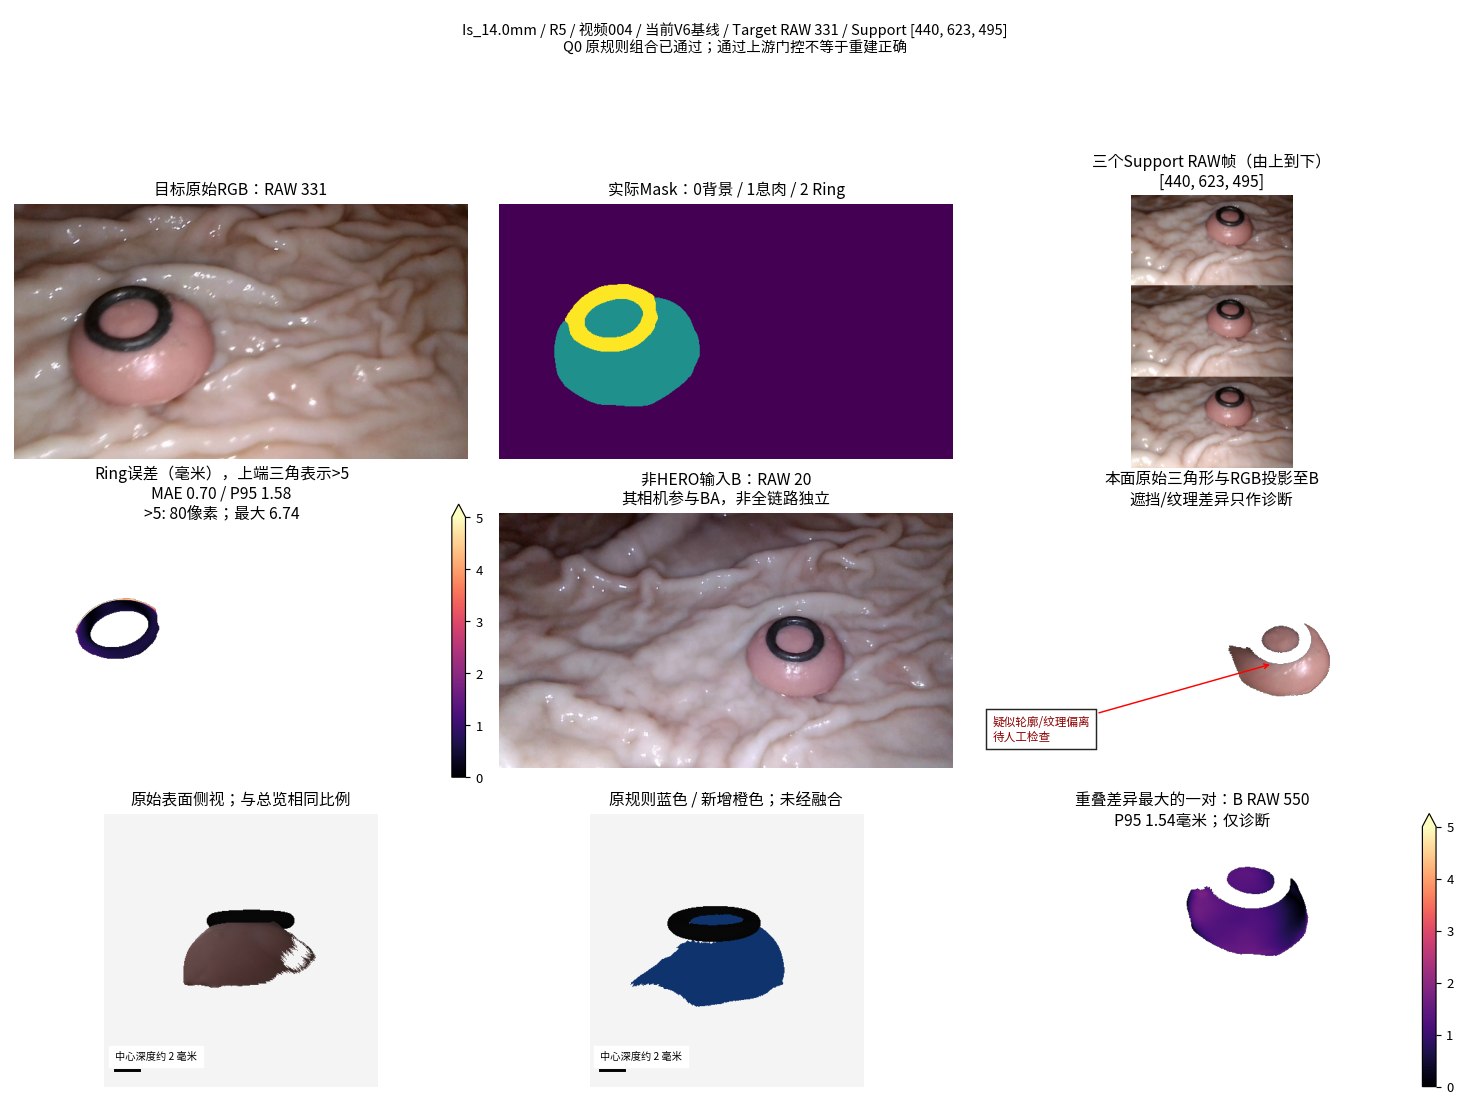 Is_14.0mm / R5 / 视频004 / 当前V6基线 / Target RAW 331 / Support [440, 623, 495]
Q0 原规则组合已通过；通过上游门控不等于重建正确
目标原始RGB：RAW 331
实际Mask：0背景 / 1息肉 / 2 Ring
三个Support RAW帧（由上到下）
[440, 623, 495]
Ring误差（毫米），上端三角表示>5
MAE 0.70 / P95 1.58
>5: 80像素；最大 6.74
5
4
3
2
1
0
非HERO输入B：RAW 20
其相机参与BA，非全链路独立
本面原始三角形与RGB投影至B
遮挡/纹理差异只作诊断
疑似轮廓/纹理偏离
待人工检查
原始表面侧视；与总览相同比例
中心深度约 2 毫米
原规则蓝色 / 新增橙色；未经融合
中心深度约 2 毫米
重叠差异最大的一对：B RAW 550
P95 1.54毫米；仅诊断
5
4
3
2
1
0